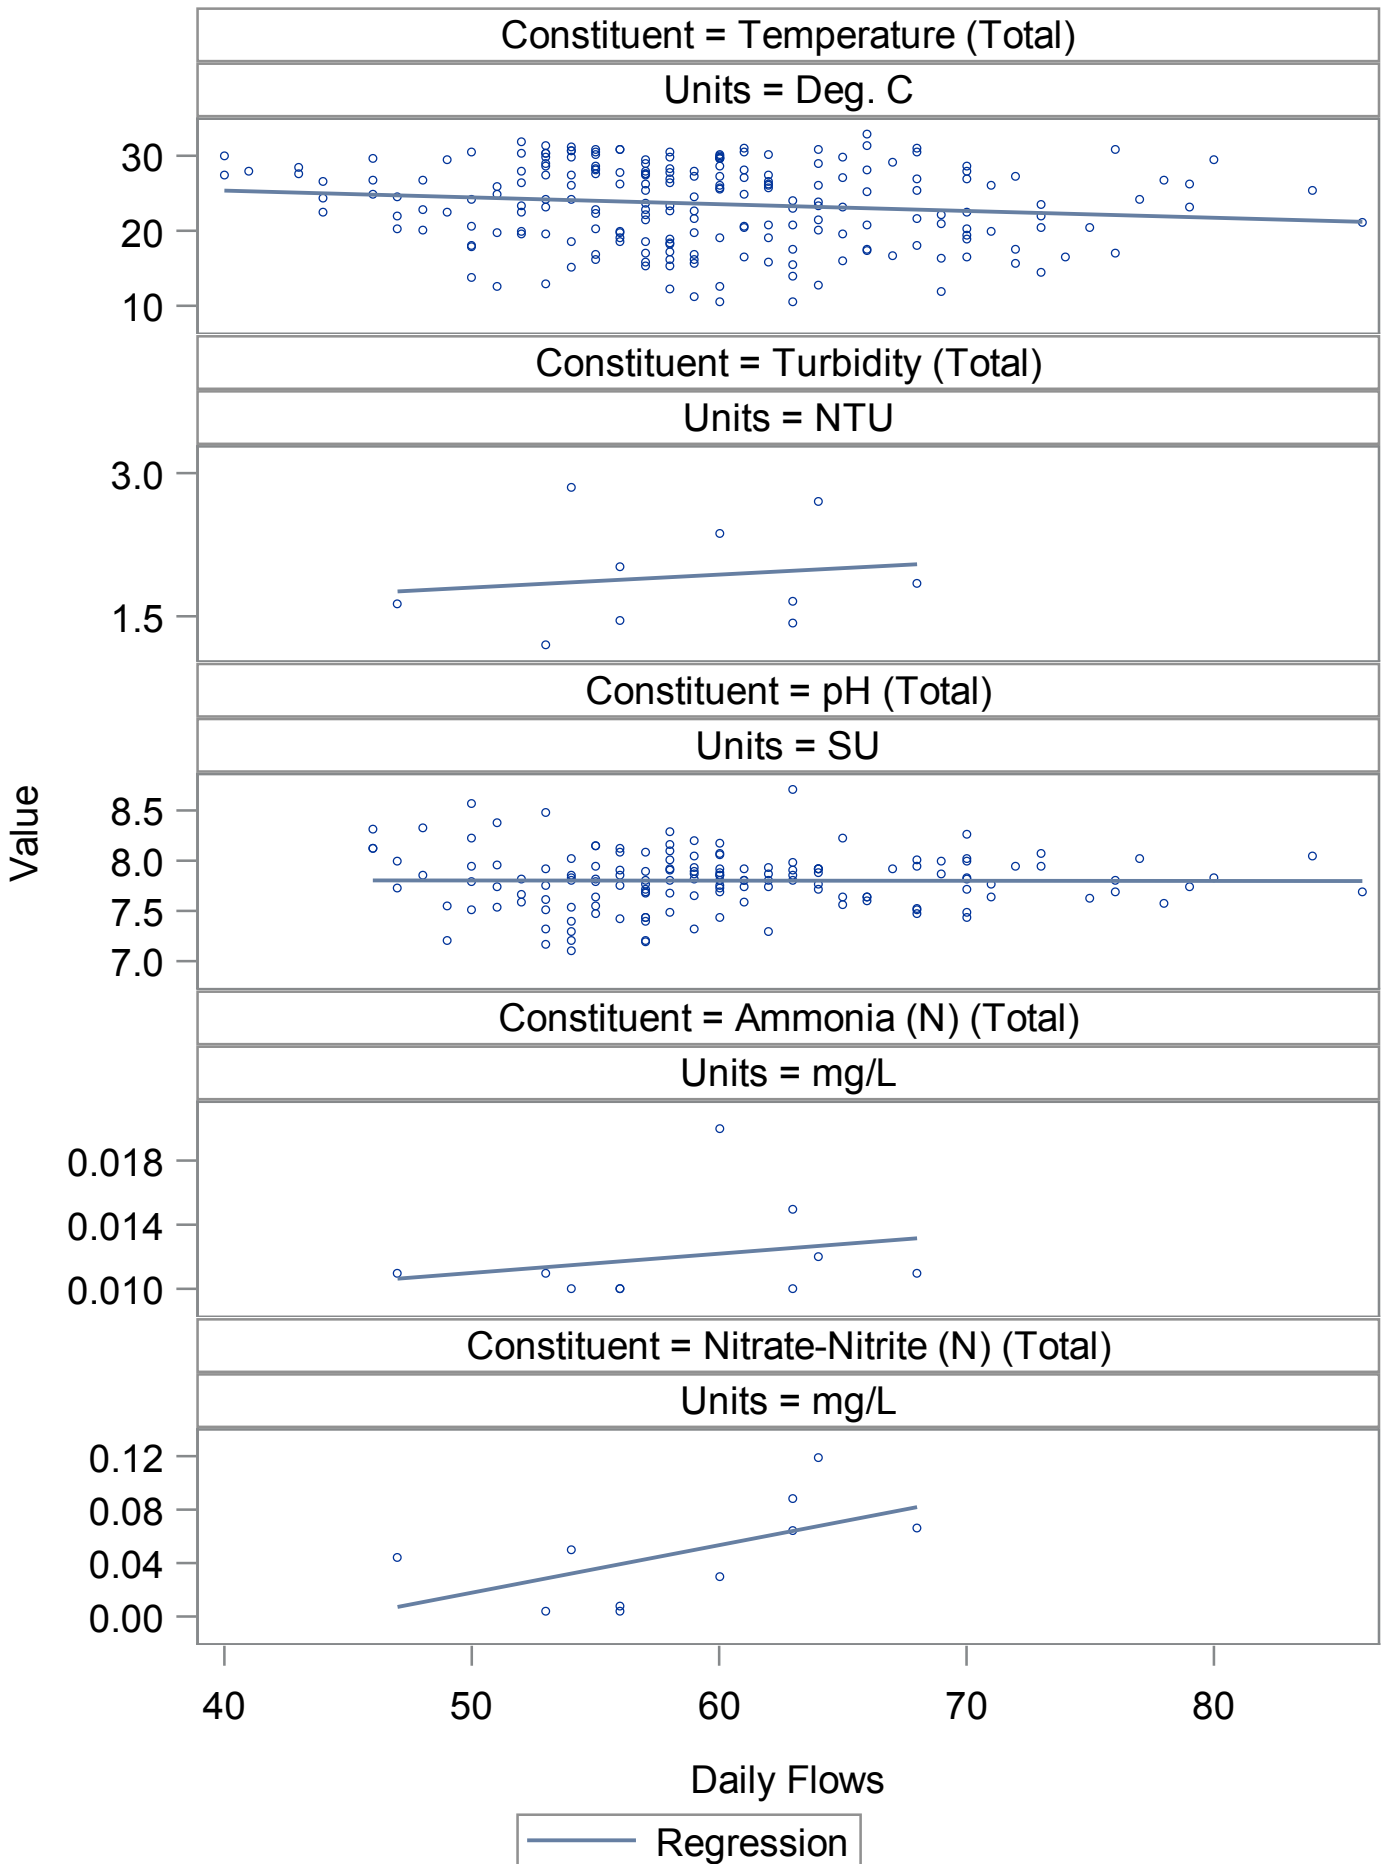 Constituent = Temperature (Total)
Units = Deg. C
30
20
10
Constituent = Turbidity (Total)
Units = NTU
3.0
1.5
Constituent = pH (Total)
Units = SU
Value
8.5
8.0
7.5
7.0
Constituent = Ammonia (N) (Total)
Units = mg/L
0.018
0.014
0.010
Constituent = Nitrate-Nitrite (N) (Total)
Units = mg/L
0.12
0.08
0.04
0.00
40 50 60 70 80
Daily Flows
Regression